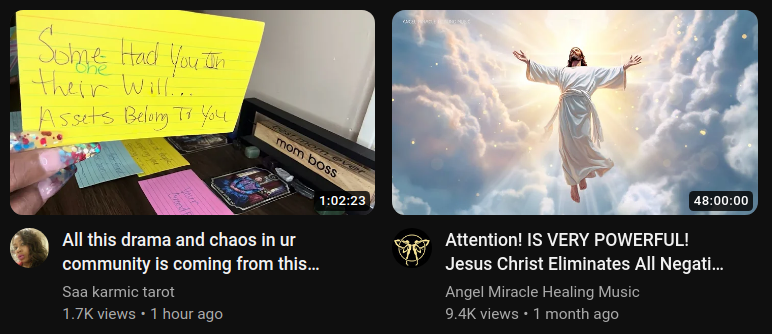 Some Had You In
one
their Will...
Assets Belong To You
mom boss
1:02:23
All this drama and chaos in ur
community is coming from this...
Saa karmic tarot
1.7K views • 1 hour ago
48:00:00
Attention! IS VERY POWERFUL!
Jesus Christ Eliminates All Negati...
Angel Miracle Healing Music
9.4K views • 1 month ago